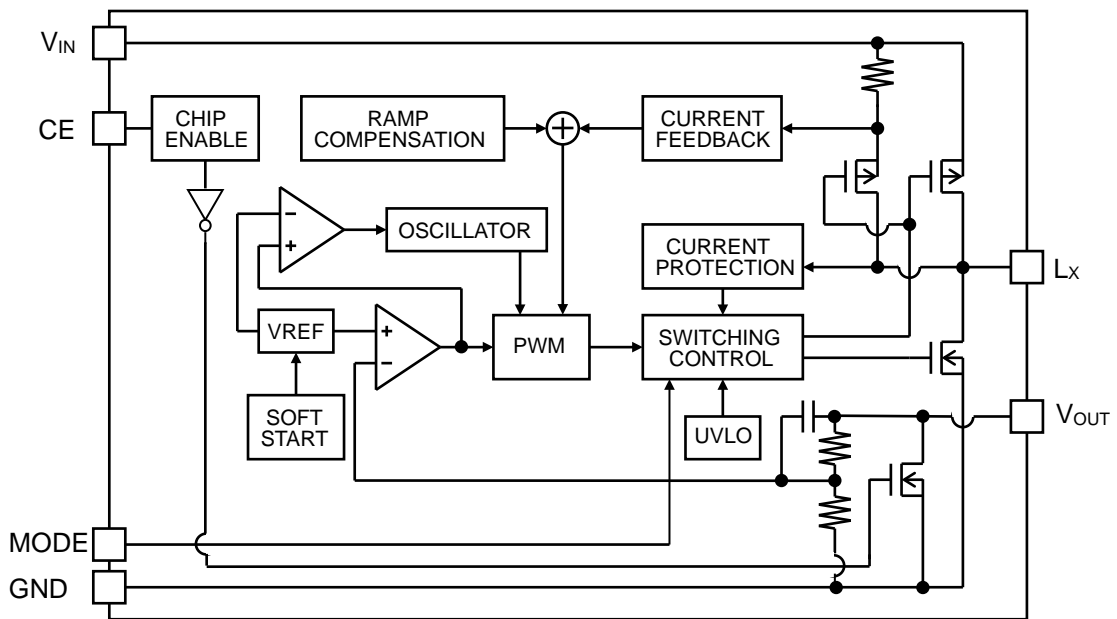 VIN
CE
CHIP
ENABLE
RAMP
COMPENSATION
+
CURRENT
FEEDBACK
−
+
OSCILLATOR
CURRENT
PROTECTION
LX
VREF
+
−
PWM
SWITCHING
CONTROL
SOFT
START
UVLO
VOUT
MODE
GND